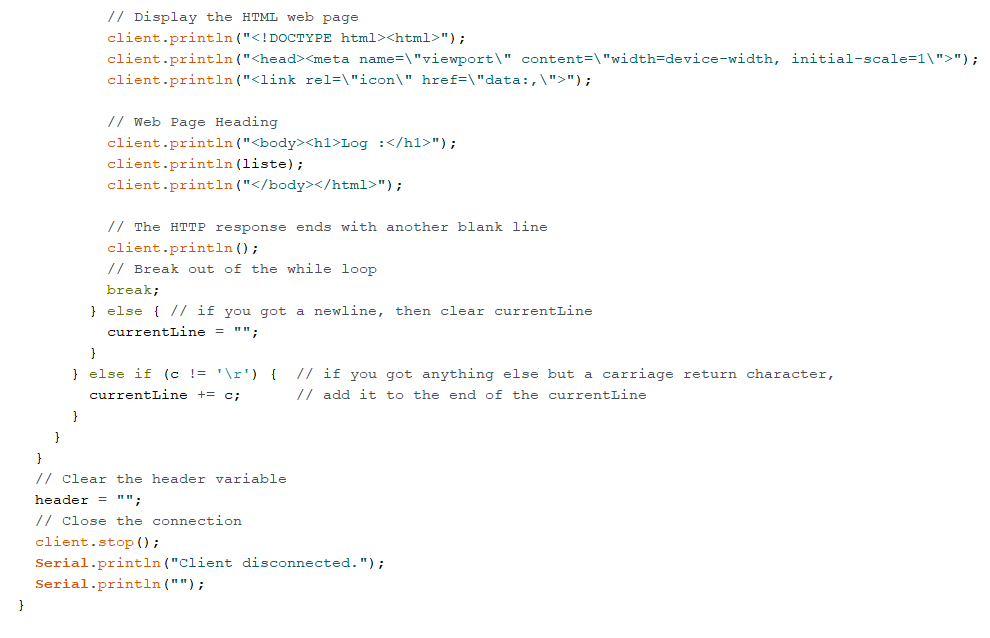 // Display the HTML web page
client.println("<!DOCTYPE html><html>");
client.println("<head><meta name=\"viewport\" content=\"width=device-width, initial-scale=1\">");
client.println("<link rel=\"icon\" href=\"data:,\">");
// Web Page Heading
client.println("<body><h1>Log :</h1>");
client.println(liste);
client.println("</body></html>");
// The HTTP response ends with another blank line
client.println();
// Break out of the while loop
break;
} else { // if you got a newline, then clear currentLine
currentLine = "";
}
} else if (c != '\r') {  // if you got anything else but a carriage return character,
currentLine += c;      // add it to the end of the currentLine
}
}
}
// Clear the header variable
header = "";
// Close the connection
client.stop();
Serial.println("Client disconnected.");
Serial.println("");
}